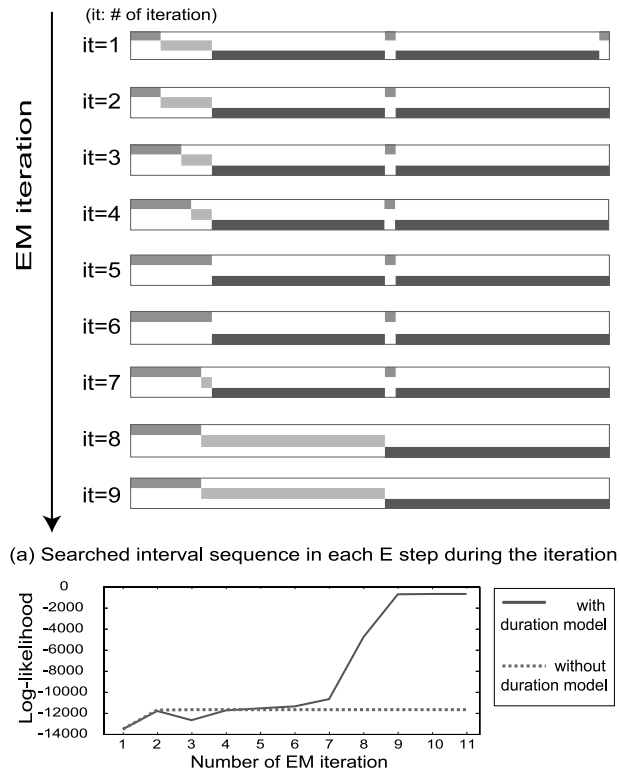 (it: # of iteration)
EM iteration
it=1
it=2
it=3
it=4
it=5
it=6
it=7
it=8
it=9
(a) Searched interval sequence in each E step during the iteration
Log-likelihood
0
-2000
-4000
-6000
-8000
-10000
-12000
-14000
1 2 3 4 5 6 7 8 9 10 11
Number of EM iteration
with
duration model
without
duration model